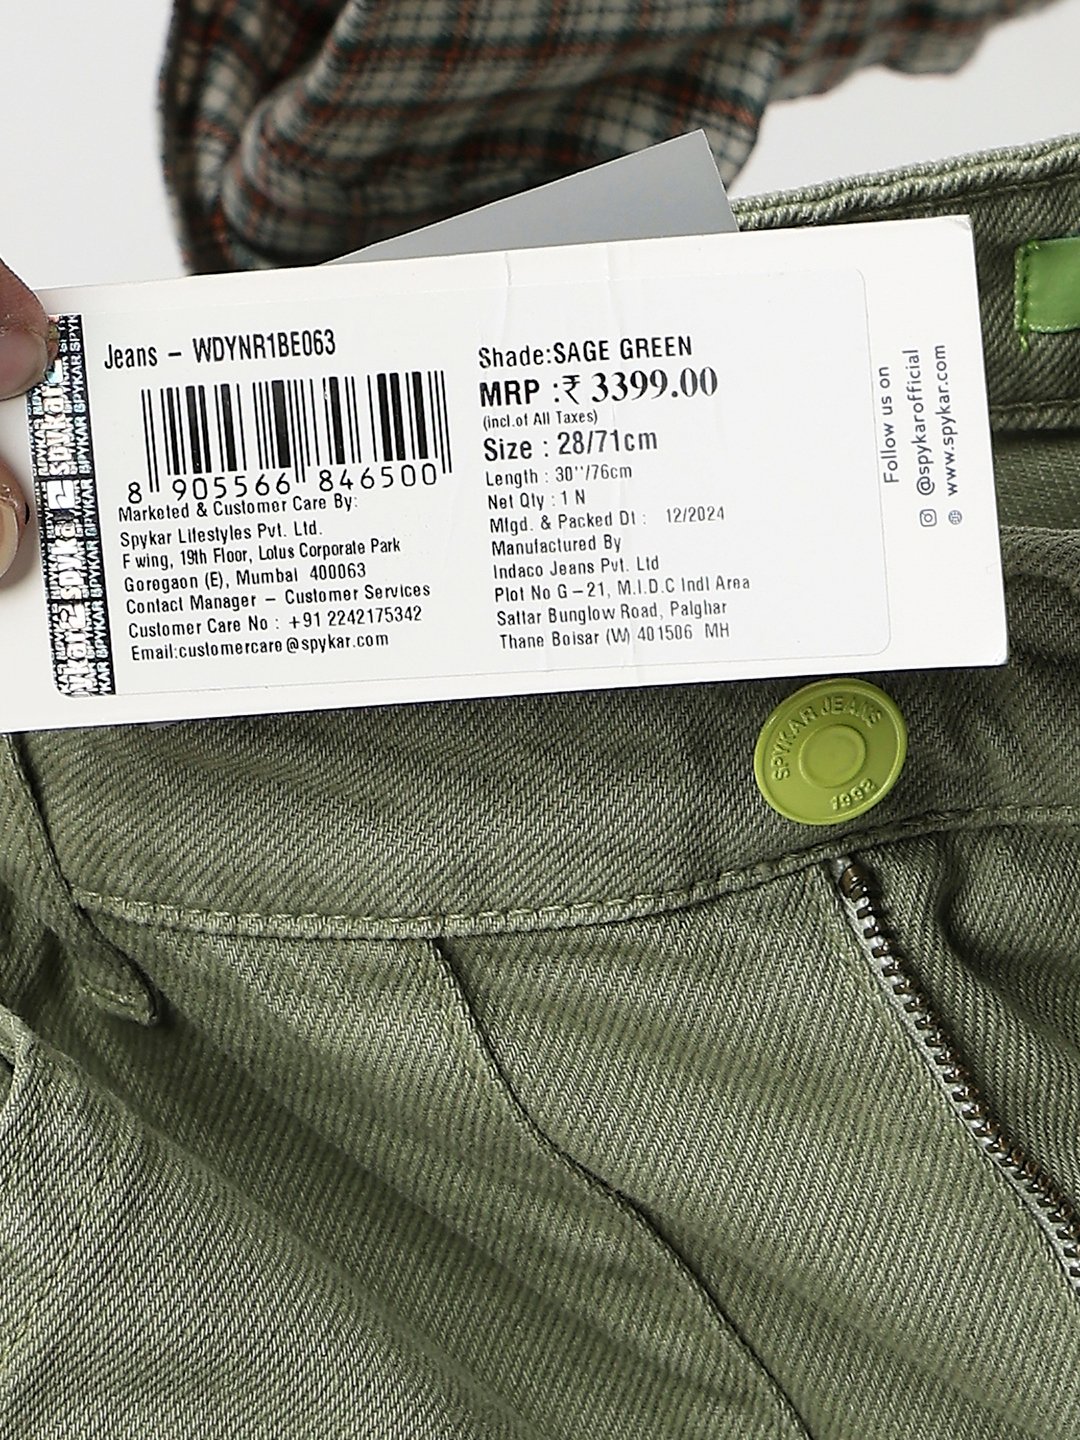 Jeans - WDYNR1BE063
8 905566 846500
Marketed & Customer Care By:
Spykar Lifestyles Pvt. Ltd.
F wing, 19th Floor, Lotus Corporate Park
Goregaon (E), Mumbai 400063
Contact Manager - Customer Services
Customer Care No : +91 2242175342
Email:customercare@spykar.com
Shade:SAGE GREEN
MRP :₹ 3399.00
(incl.of All Taxes)
Size : 28/71cm
Length : 30''/76cm
Net Qty : 1 N
Mfgd. & Packed Dt : 12/2024
Manufactured By
Indaco Jeans Pvt. Ltd
Plot No G-21, M.I.D.C Indl Area
Sattar Bunglow Road, Palghar
Thane Boisar (W) 401506 MH
Follow us on
@spykarofficial
www.spykar.com
SPYKAR JEANS
1992